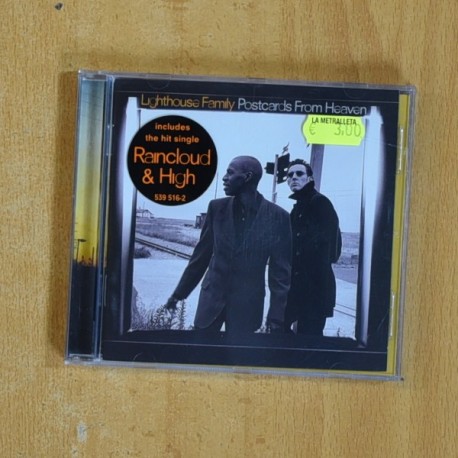 Lighthouse Family Postcards From Heaven
includes
the hit single
Raincloud
& High
539 516-2
LA METRALLETA
€ 3,00